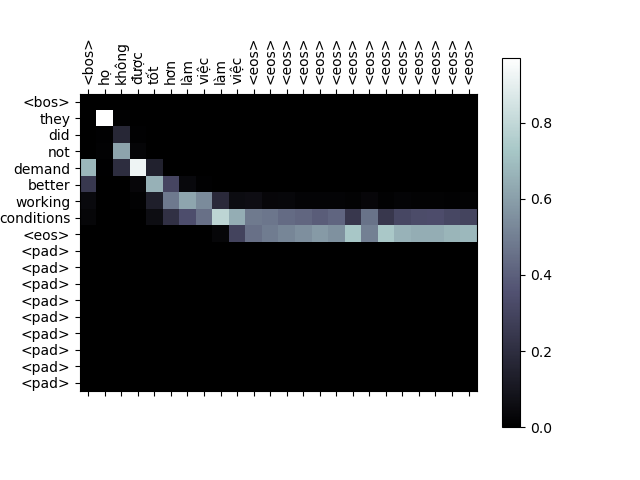 <bos> họ không được tốt hơn làm việc làm việc <eos> <eos> <eos> <eos> <eos> <eos> <eos> <eos> <eos> <eos> <eos> <eos> <eos> <eos>
<bos>
they
did
not
demand
better
working
conditions
<eos>
<pad>
<pad>
<pad>
<pad>
<pad>
<pad>
<pad>
<pad>
<pad>
0.8
0.6
0.4
0.2
0.0